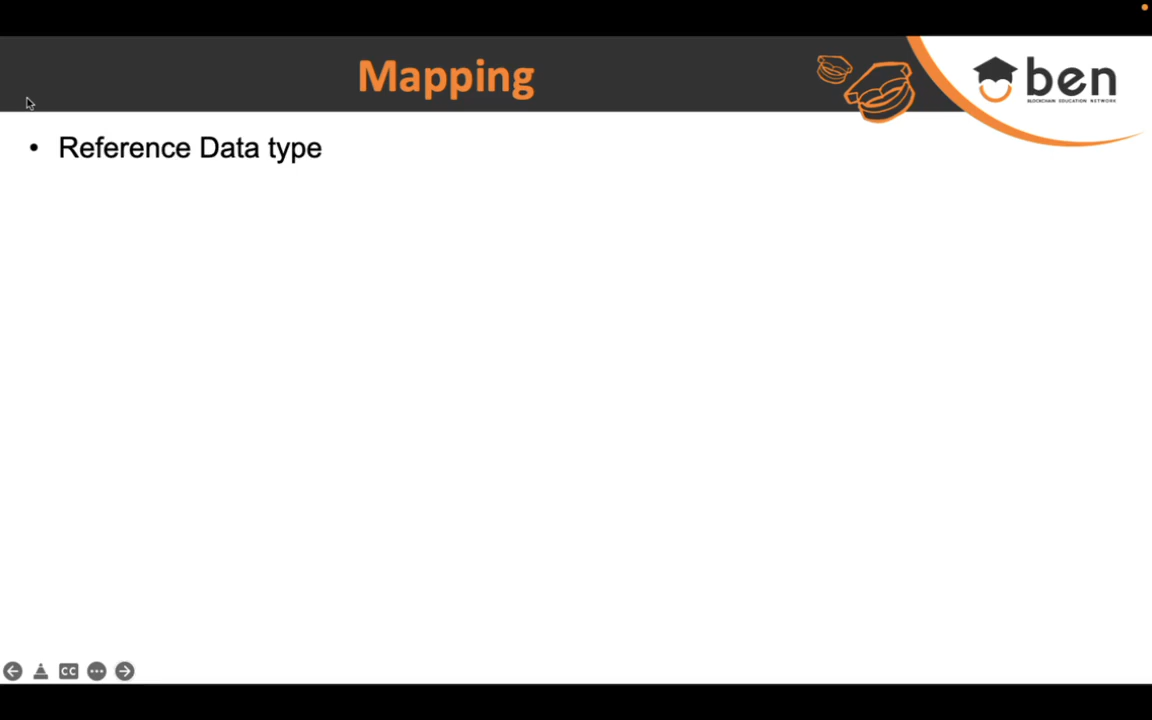 Mapping
ben
BLOCKCHAIN EDUCATION NETWORK
• Reference Data type
CC